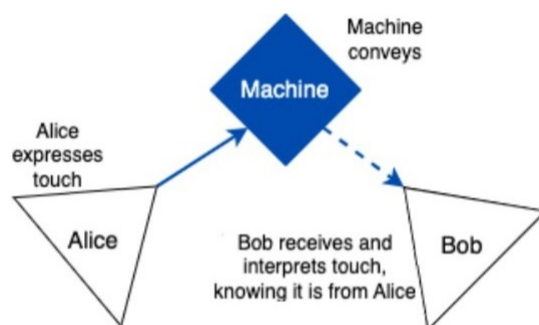 Machine
conveys
Machine
Alice
expresses
touch
Alice
Bob receives and
interprets touch,
knowing it is from Alice
Bob